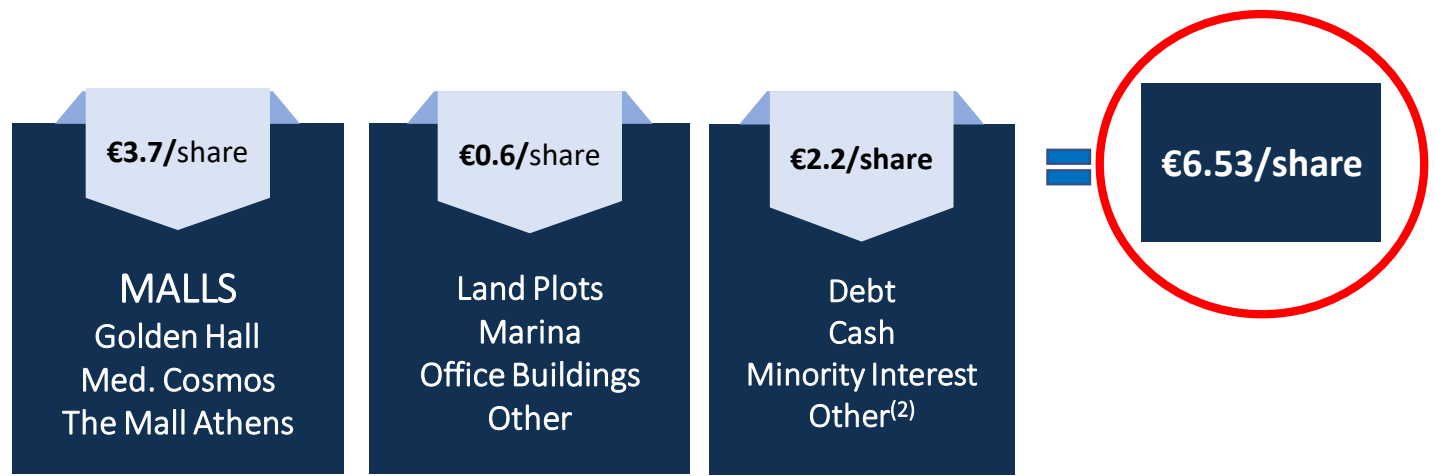 €3.7/share
MALLS
Golden Hall
Med. Cosmos
The Mall Athens
€0.6/share
Land Plots
Marina
Office Buildings
Other
€2.2/share
Debt
Cash
Minority Interest
Other(2)
€6.53/share